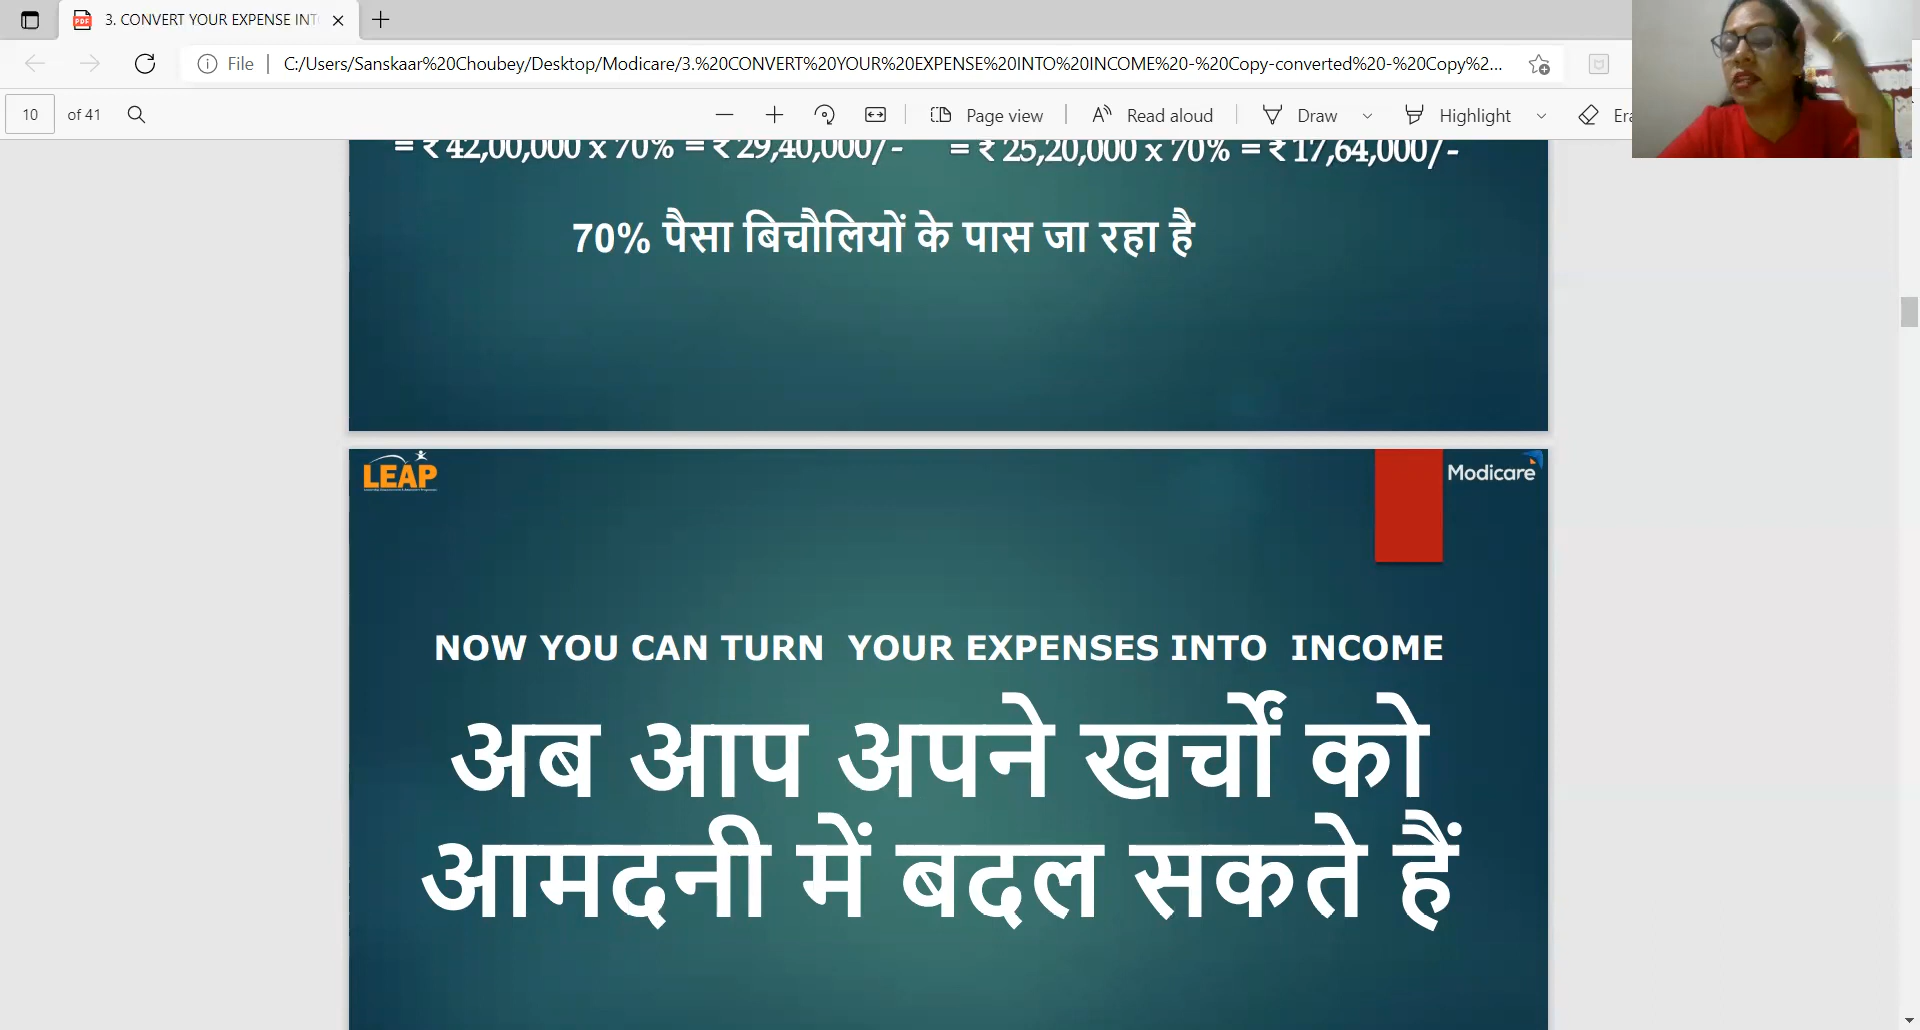 3. CONVERT YOUR EXPENSE INT
File
C:/Users/Sanskaar%20Choubey/Desktop/Modicare/3.%20CONVERT%20YOUR%20EXPENSE%20INTO%20INCOME%20-%20Copy-converted%20-%20Copy%2...
10 of 41
Page view
Read aloud
Draw
Highlight
Era
= ₹ 42,00,000 x 70% = ₹ 29,40,000/-
= ₹ 25,20,000 x 70% = ₹ 17,64,000/-
70% पैसा बिचौलियों के पास जा रहा है
LEAP
Modicare
NOW YOU CAN TURN YOUR EXPENSES INTO INCOME
अब आप अपने खर्चों को
आमदनी में बदल सकते हैं